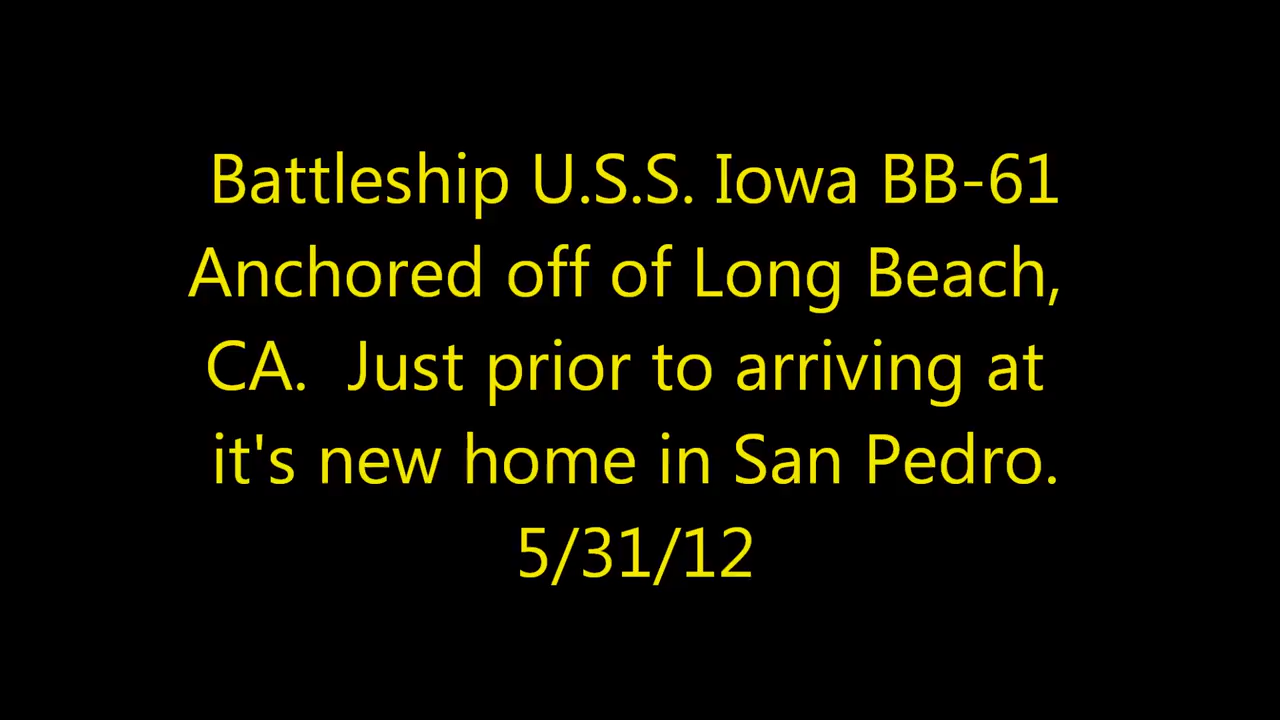 Battleship U.S.S. Iowa BB-61
Anchored off of Long Beach,
CA.  Just prior to arriving at
it's new home in San Pedro.
5/31/12